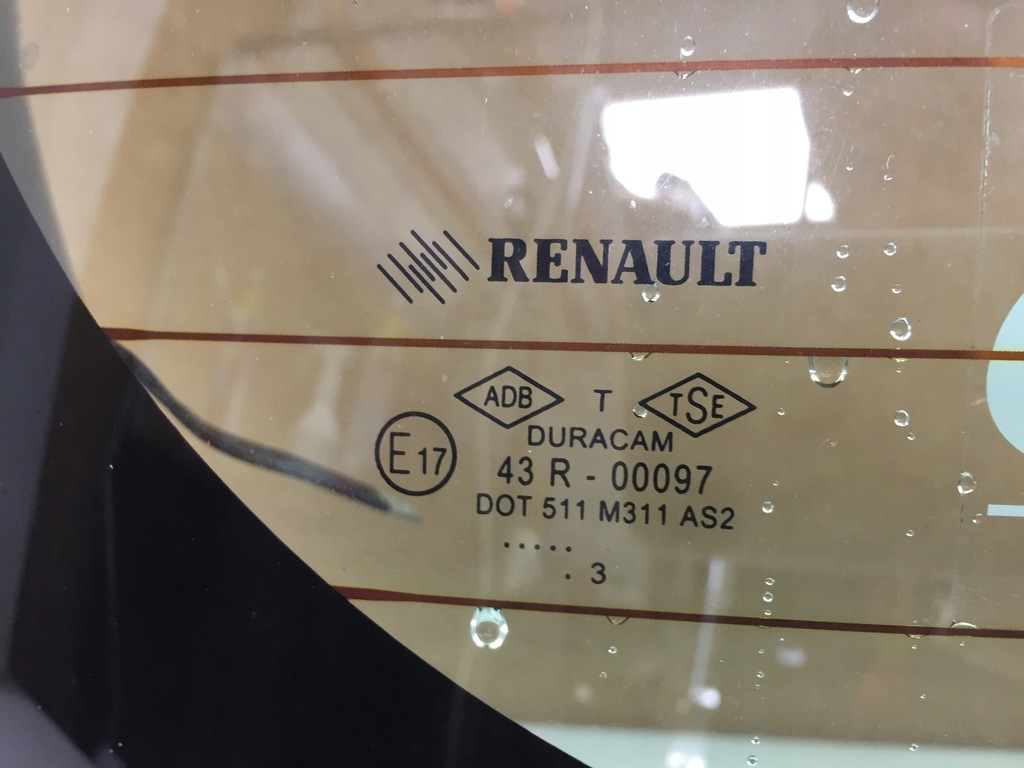 RENAULT
ADB T TSE
DURACAM
E17
43 R - 00097
DOT 511 M311 AS2
.....
. 3